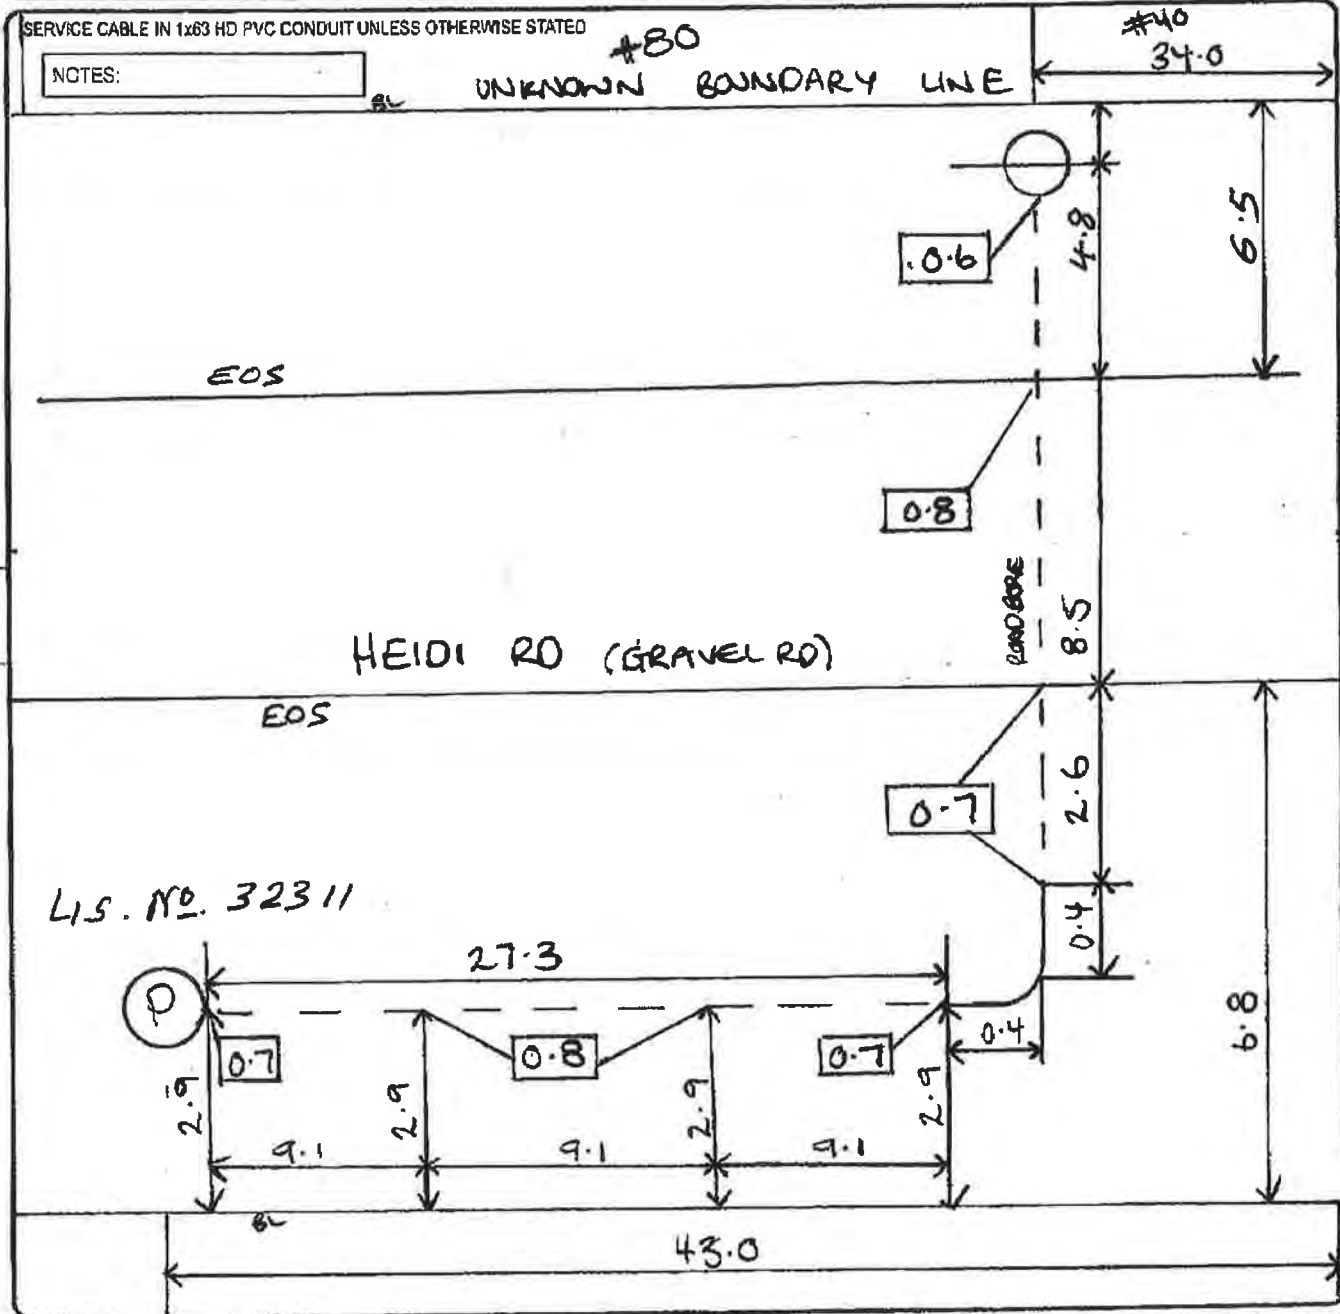 SERVICE CABLE IN 1x63 HD PVC CONDUIT UNLESS OTHERWISE STATED
NOTES:
#80
#40
34.0
BL
UNKNOWN BOUNDARY LINE
4.8
6.5
.0.6
EOS
0.8
ROADBORE
8.5
HEIDI RD (GRAVEL RD)
EOS
2.6
0.7
LIS. No. 32311
0.4
27.3
P
0.7
0.8
0.7
0.4
6.8
2.9
2.9
2.9
2.9
9.1
9.1
9.1
BL
43.0